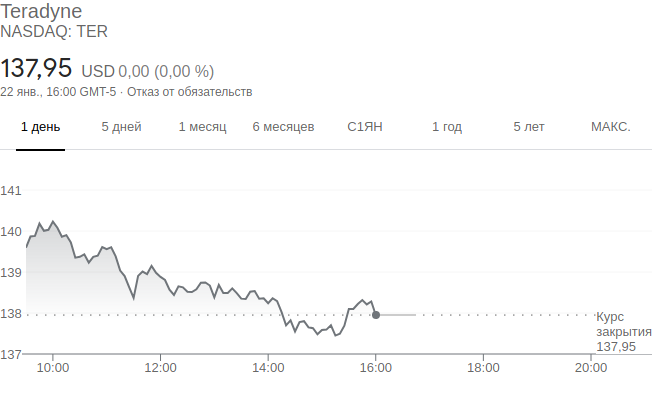 Teradyne
NASDAQ: TER
137,95 USD 0,00 (0,00 %)
22 янв., 16:00 GMT-5 · Отказ от обязательств
1 день 5 дней 1 месяц 6 месяцев С1ЯН 1 год 5 лет МАКС.
141
140
139
138
Курс
закрытия
137,95
137
10:00 12:00 14:00 16:00 18:00 20:00